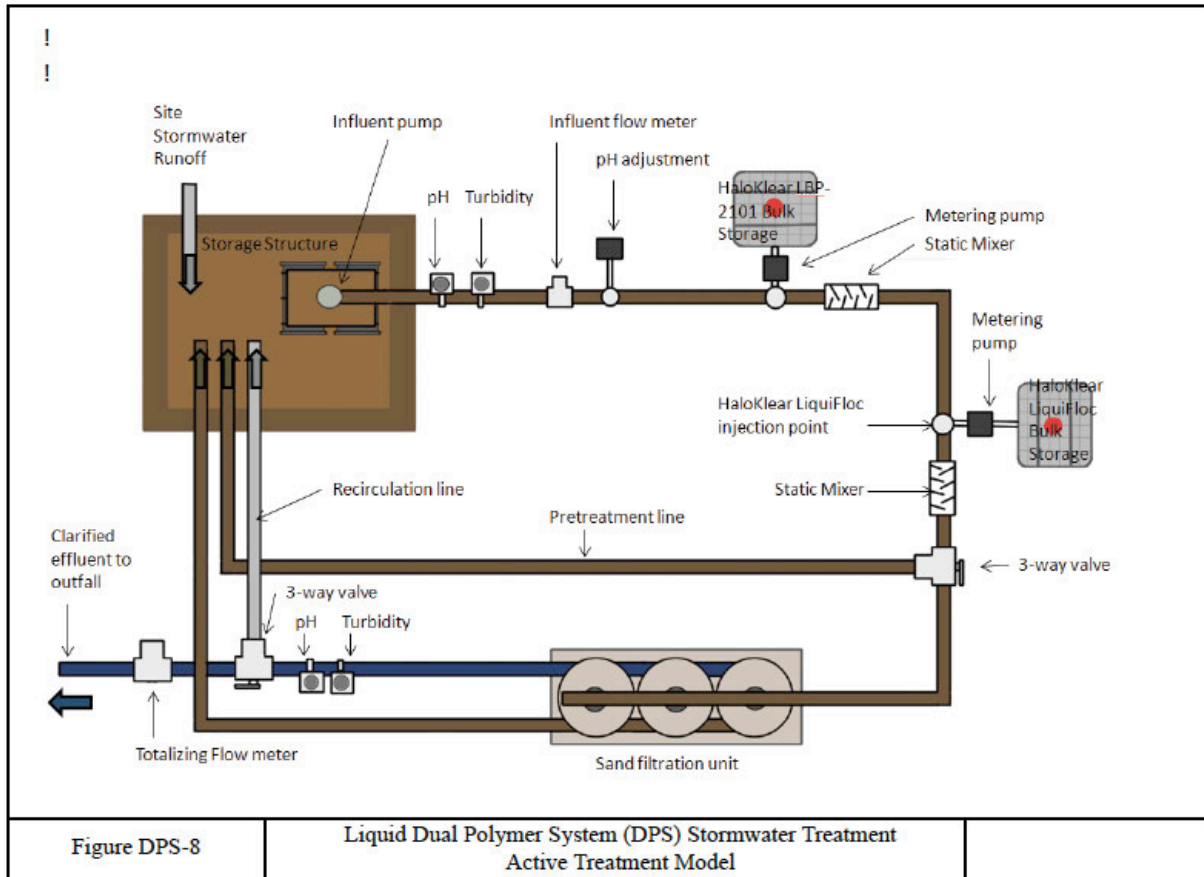 !
!
Site
Stormwater
Runoff
Influent pump
Influent flow meter
pH adjustment
pH
Turbidity
HaloKlear LBP-
2101 Bulk
Storage
Metering pump
Static Mixer
Storage Structure
Metering
pump
HaloKlear LiquiFloc
injection point
HaloKlear
LiquiFloc
Bulk
Storage
Static Mixer
Recirculation line
Pretreatment line
Clarified
effluent to
outfall
3-way valve
3-way valve
pH
Turbidity
Totalizing Flow meter
Sand filtration unit
Figure DPS-8
Liquid Dual Polymer System (DPS) Stormwater Treatment
Active Treatment Model